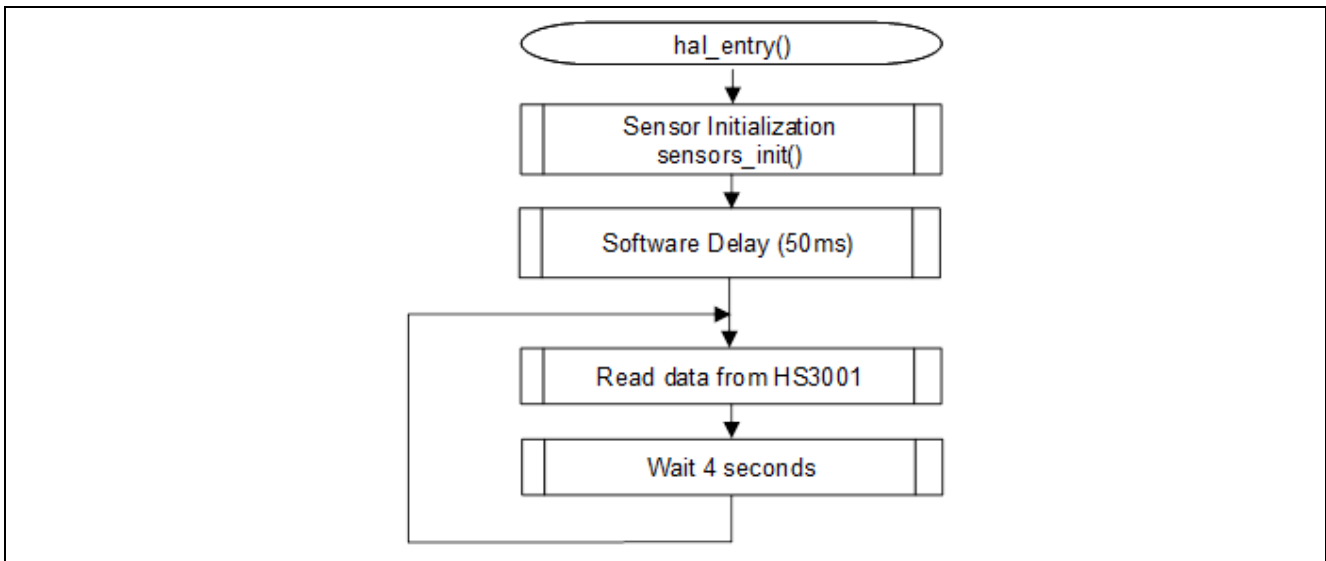 hal_entry()
Sensor Initialization
sensors_init()
Software Delay (50ms)
Read data from HS3001
Wait 4 seconds